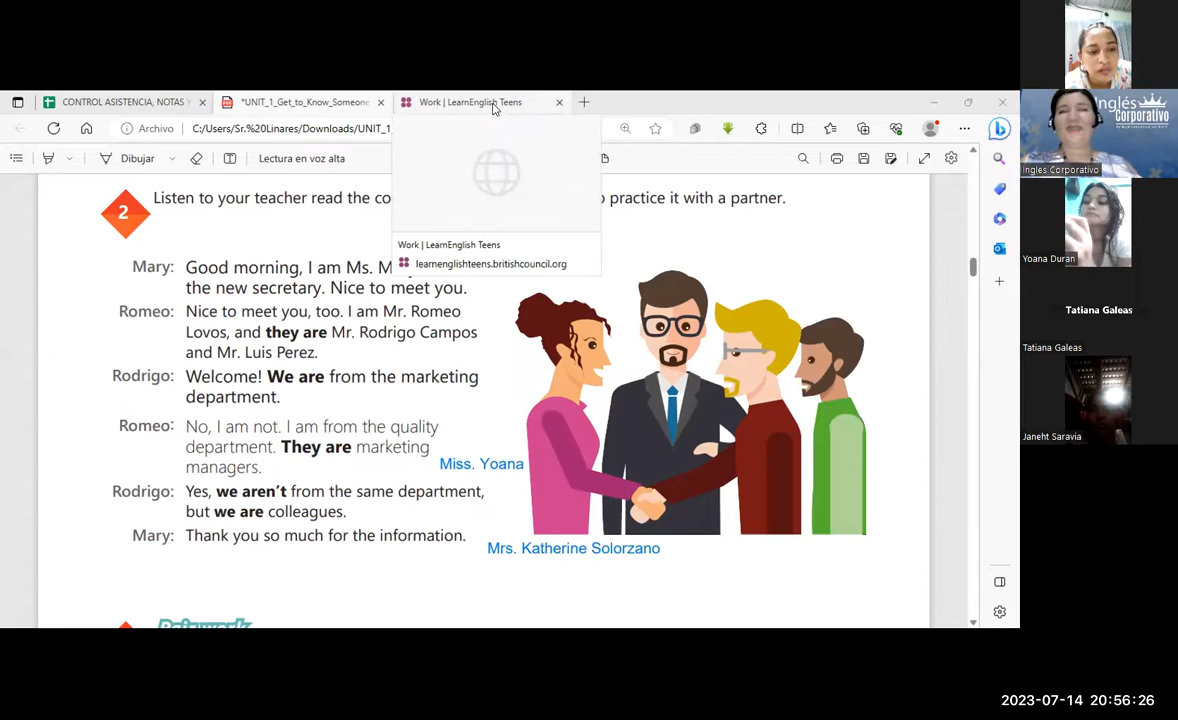 CONTROL ASISTENCIA, NOTAS
*UNIT_1_Get_to_Know_Someone
Work | LearnEnglish Teens
Archivo
C:/Users/Sr.%20Linares/Downloads/UNIT_1
Dibujar
Lectura en voz alta
Work | LearnEnglish Teens
learnenglishteens.britishcouncil.org
2
Listen to your teacher read the co
practice it with a partner.
Mary: Good morning, I am Ms. M
the new secretary. Nice to meet you.
Romeo: Nice to meet you, too. I am Mr. Romeo
Lovos, and they are Mr. Rodrigo Campos
and Mr. Luis Perez.
Rodrigo: Welcome! We are from the marketing
department.
Romeo: No, I am not. I am from the quality
department. They are marketing
managers.
Miss. Yoana
Rodrigo: Yes, we aren't from the same department,
but we are colleagues.
Mary: Thank you so much for the information.
Mrs. Katherine Solorzano
Pairwork
Inglés
Corporativo
Ingles Corporativo
Yoana Duran
Tatiana Galeas
Tatiana Galeas
Janeht Saravia
2023-07-14 20:56:26